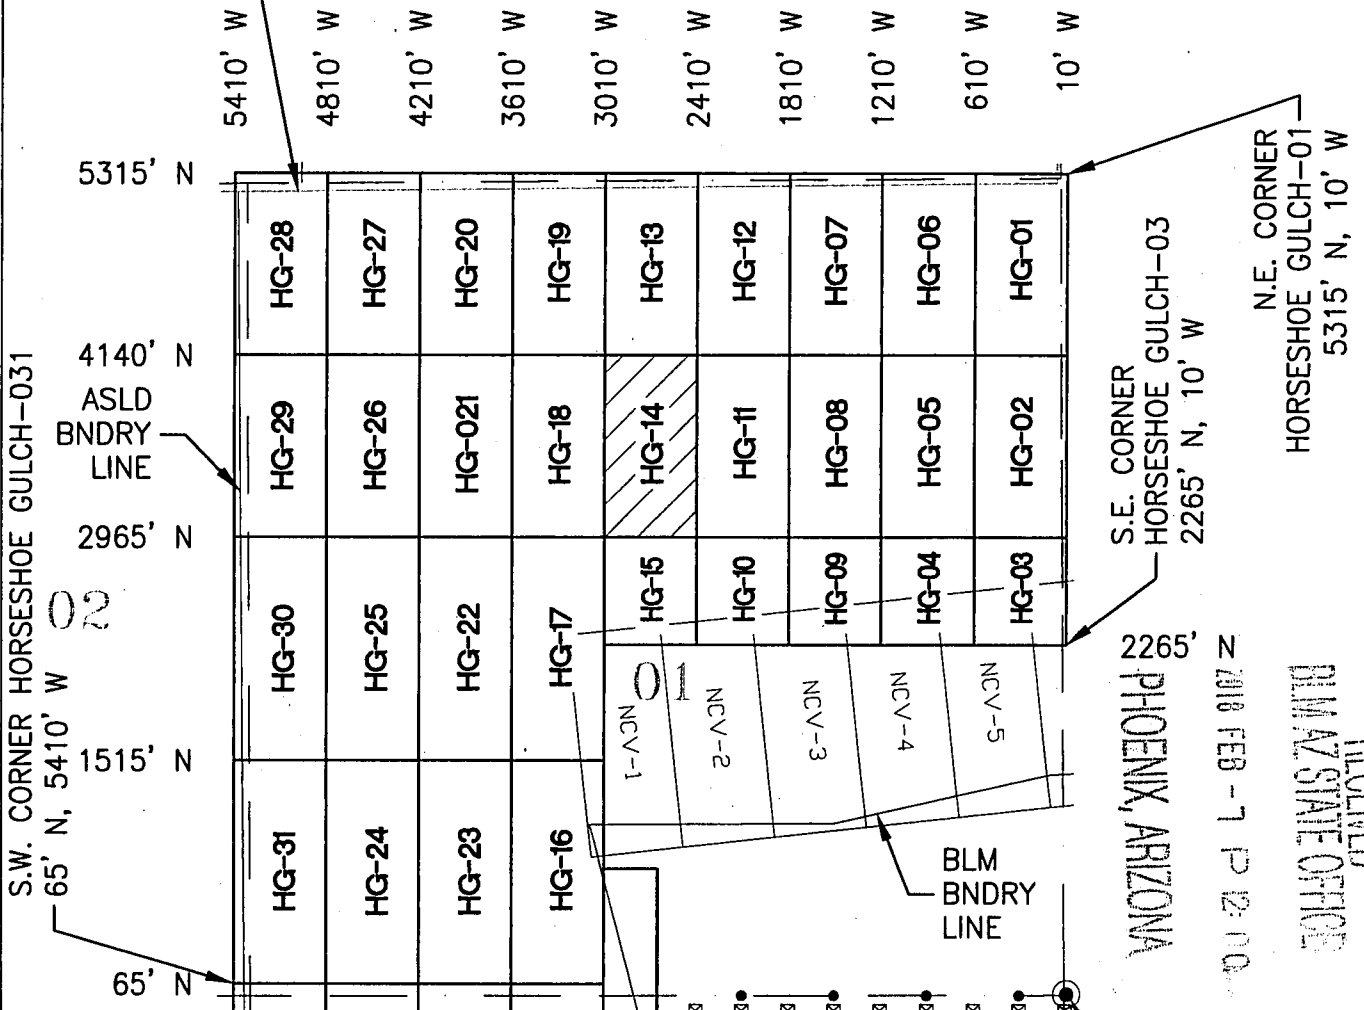 5410' W
4810' W
4210' W
3610' W
3010' W
2410' W
1810' W
1210' W
610' W
10' W
5315' N
4140' N
2965' N
1515' N
65' N
HG-28
HG-27
HG-20
HG-19
HG-13
HG-12
HG-07
HG-06
HG-01
HG-29
HG-26
HG-021
HG-18
HG-14
HG-11
HG-08
HG-05
HG-02
HG-30
HG-25
HG-22
HG-17
HG-15
HG-10
HG-09
HG-04
HG-03
HG-31
HG-24
HG-23
HG-16
NCV-1
NCV-2
NCV-3
NCV-4
NCV-5
01
02
ASLD
BNDRY
LINE
BLM
BNDRY
LINE
S.W. CORNER HORSESHOE GULCH-031
65' N, 5410' W
S.E. CORNER
HORSESHOE GULCH-03
2265' N, 10' W
N.E. CORNER
HORSESHOE GULCH-01
5315' N, 10' W
2265' N
BLM AZ STATE OFFICE
2018 FEB -7 P 12:00
PHOENIX, ARIZONA